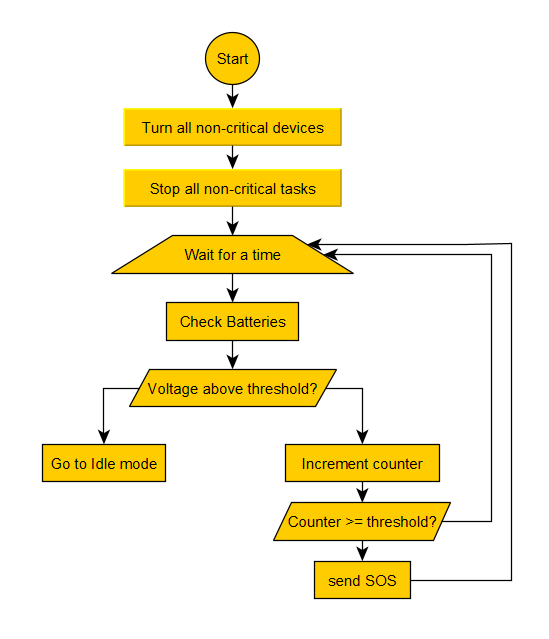 Start
Turn all non-critical devices
Stop all non-critical tasks
Wait for a time
Check Batteries
Voltage above threshold?
Go to Idle mode
Increment counter
Counter >= threshold?
send SOS